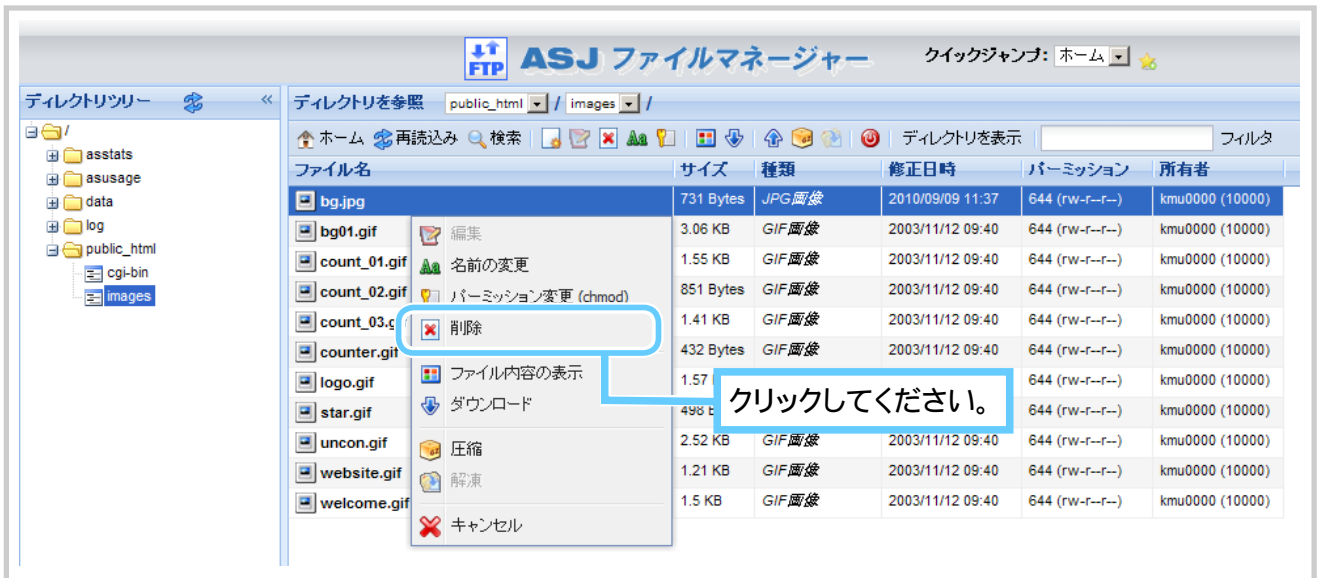 FTP ASJ ファイルマネージャー クイックジャンプ: ホーム
ディレクトリツリー «
ディレクトリを参照 public_html / images /
/
asstats
asusage
data
log
public_html
cgi-bin
images
ホーム 再読込み 検索 Aa ディレクトリを表示 フィルタ
ファイル名 サイズ 種類 修正日時 パーミッション 所有者
bg.jpg 731 Bytes JPG画像 2010/09/09 11:37 644 (rw-r--r--) kmu0000 (10000)
bg01.gif 3.06 KB GIF画像 2003/11/12 09:40 644 (rw-r--r--) kmu0000 (10000)
count_01.gif 1.55 KB GIF画像 2003/11/12 09:40 644 (rw-r--r--) kmu0000 (10000)
count_02.gif 851 Bytes GIF画像 2003/11/12 09:40 644 (rw-r--r--) kmu0000 (10000)
count_03.g 1.41 KB GIF画像 2003/11/12 09:40 644 (rw-r--r--) kmu0000 (10000)
counter.gif 432 Bytes GIF画像 2003/11/12 09:40 644 (rw-r--r--) kmu0000 (10000)
logo.gif 1.57 644 (rw-r--r--) kmu0000 (10000)
star.gif 498 644 (rw-r--r--) kmu0000 (10000)
uncon.gif 2.52 KB GIF画像 2003/11/12 09:40 644 (rw-r--r--) kmu0000 (10000)
website.gif 1.21 KB GIF画像 2003/11/12 09:40 644 (rw-r--r--) kmu0000 (10000)
welcome.gif 1.5 KB GIF画像 2003/11/12 09:40 644 (rw-r--r--) kmu0000 (10000)
編集
Aa 名前の変更
パーミッション変更 (chmod)
削除
ファイル内容の表示
ダウンロード
圧縮
解凍
キャンセル
クリックしてください。